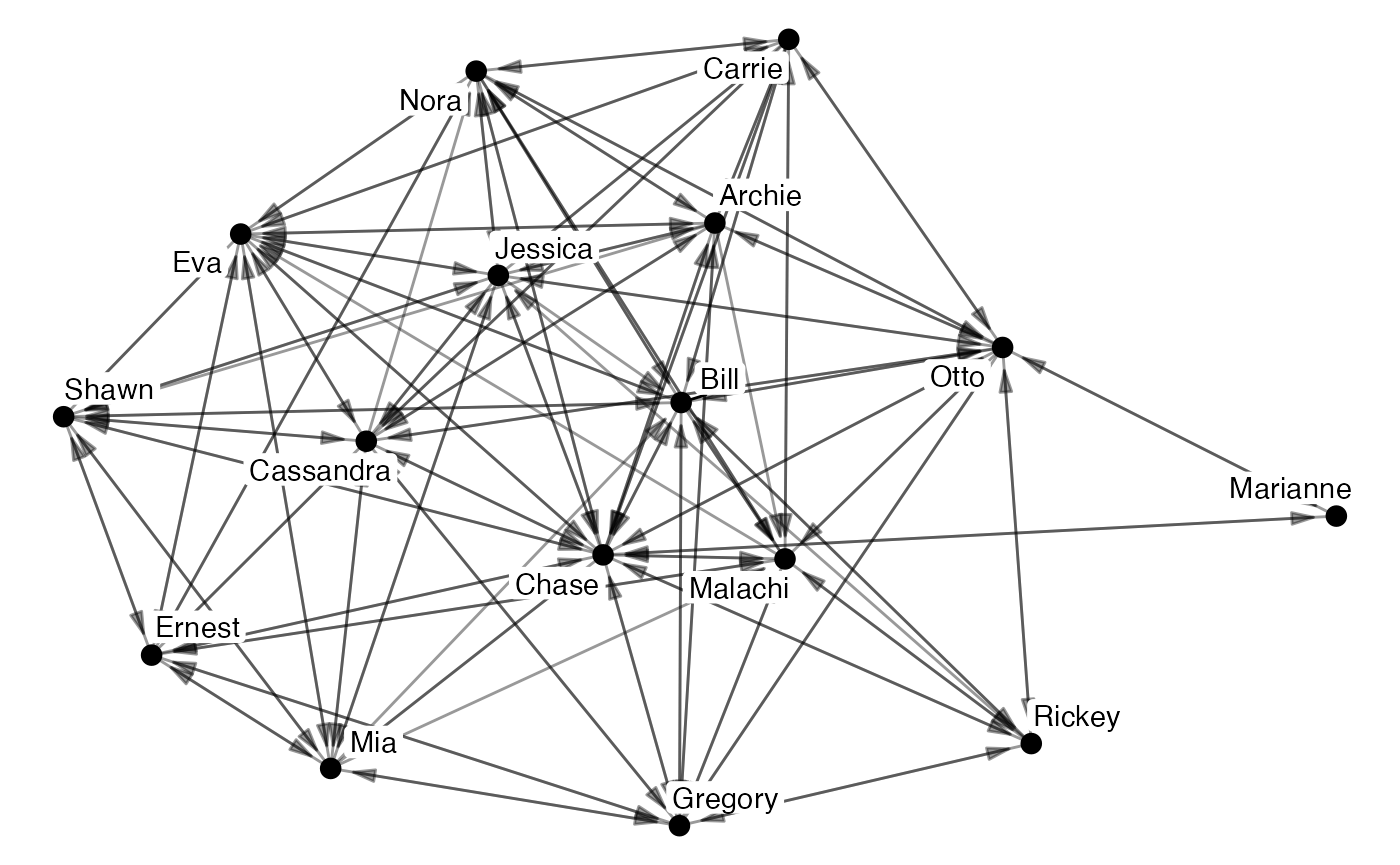 Carrie
Nora
Archie
Jessica
Eva
Bill
Otto
Shawn
Cassandra
Marianne
Chase
Malachi
Ernest
Rickey
Mia
Gregory